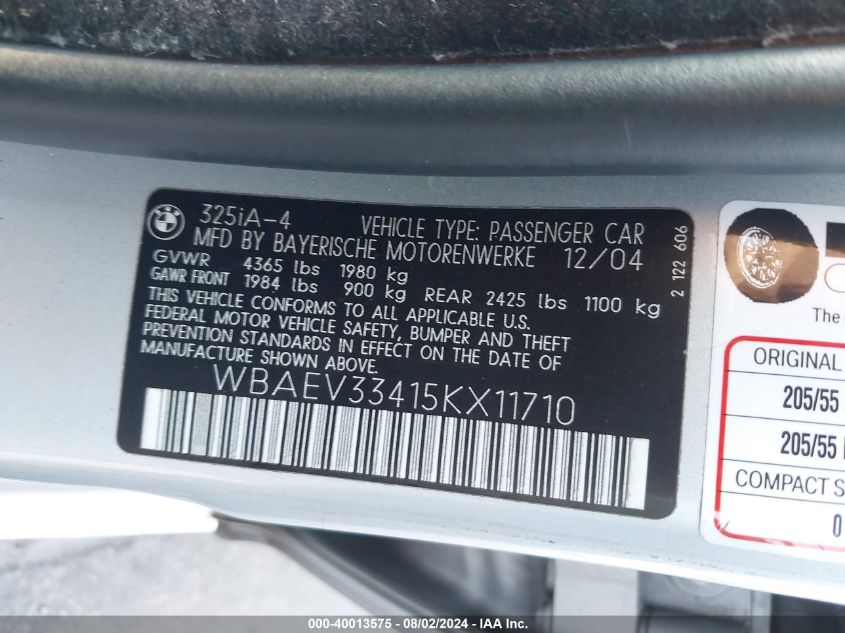 325iA-4 VEHICLE TYPE: PASSENGER CAR
MFD BY BAYERISCHE MOTORENWERKE 12/04
GVWR 4365 lbs 1980 kg
GAWR FRONT 1984 lbs 900 kg REAR 2425 lbs 1100 kg
THIS VEHICLE CONFORMS TO ALL APPLICABLE U.S.
FEDERAL MOTOR VEHICLE SAFETY, BUMPER AND THEFT
PREVENTION STANDARDS IN EFFECT ON THE DATE OF
MANUFACTURE SHOWN ABOVE.
WBAEV33415KX11710
2 122 606
The
ORIGINAL
205/55
205/55
COMPACT S
0
000-40013575 - 08/02/2024 - IAAI.com